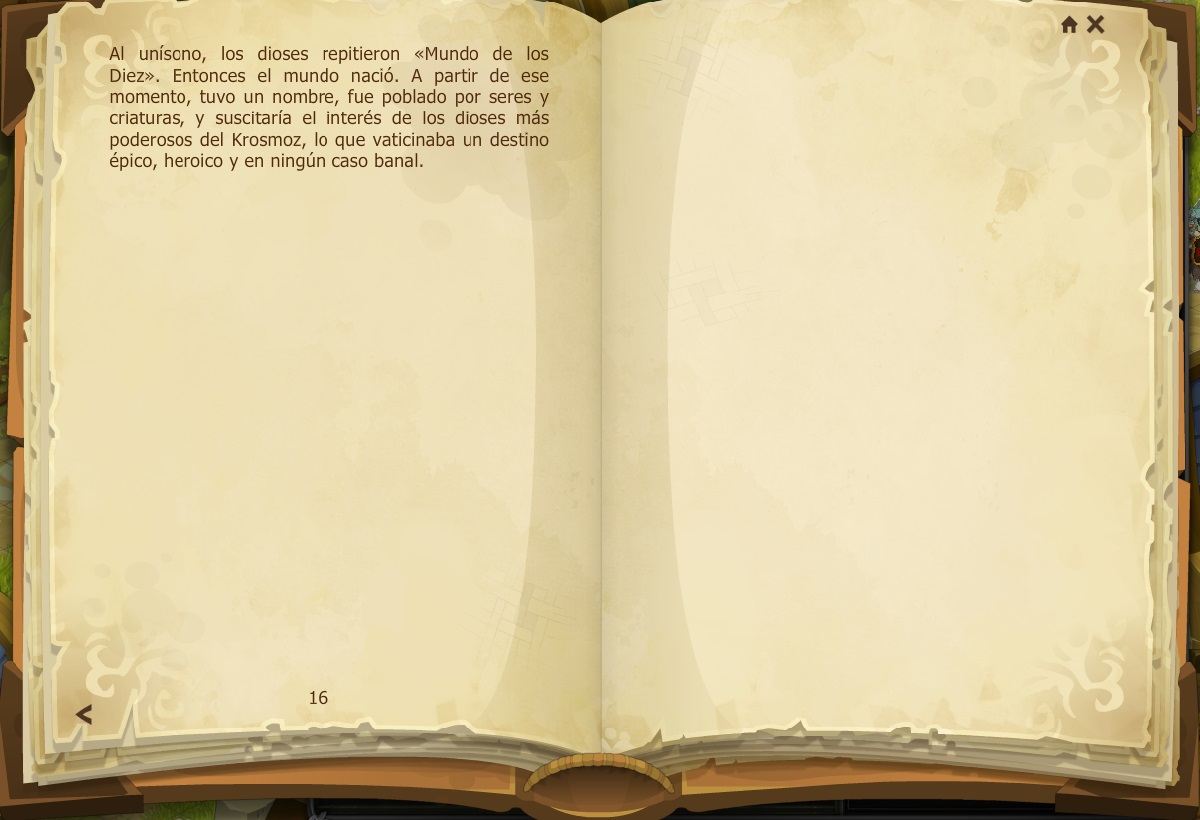 Al unísono, los dioses repitieron «Mundo de los
Diez». Entonces el mundo nació. A partir de ese
momento, tuvo un nombre, fue poblado por seres y
criaturas, y suscitaría el interés de los dioses más
poderosos del Krosmoz, lo que vaticinaba un destino
épico, heroico y en ningún caso banal.
16